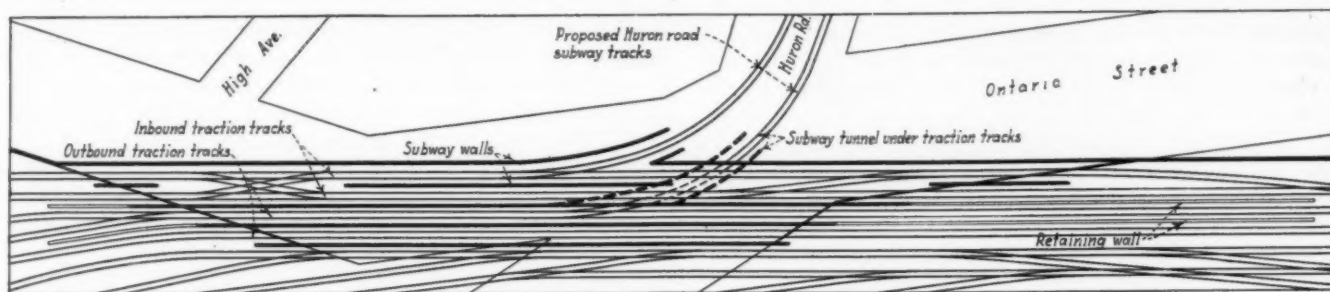 High Ave.
Proposed Huron road
subway tracks
Huron Rd.
Ontario Street
Inbound traction tracks
Outbound traction tracks
Subway walls
Subway tunnel under traction tracks
Retaining wall